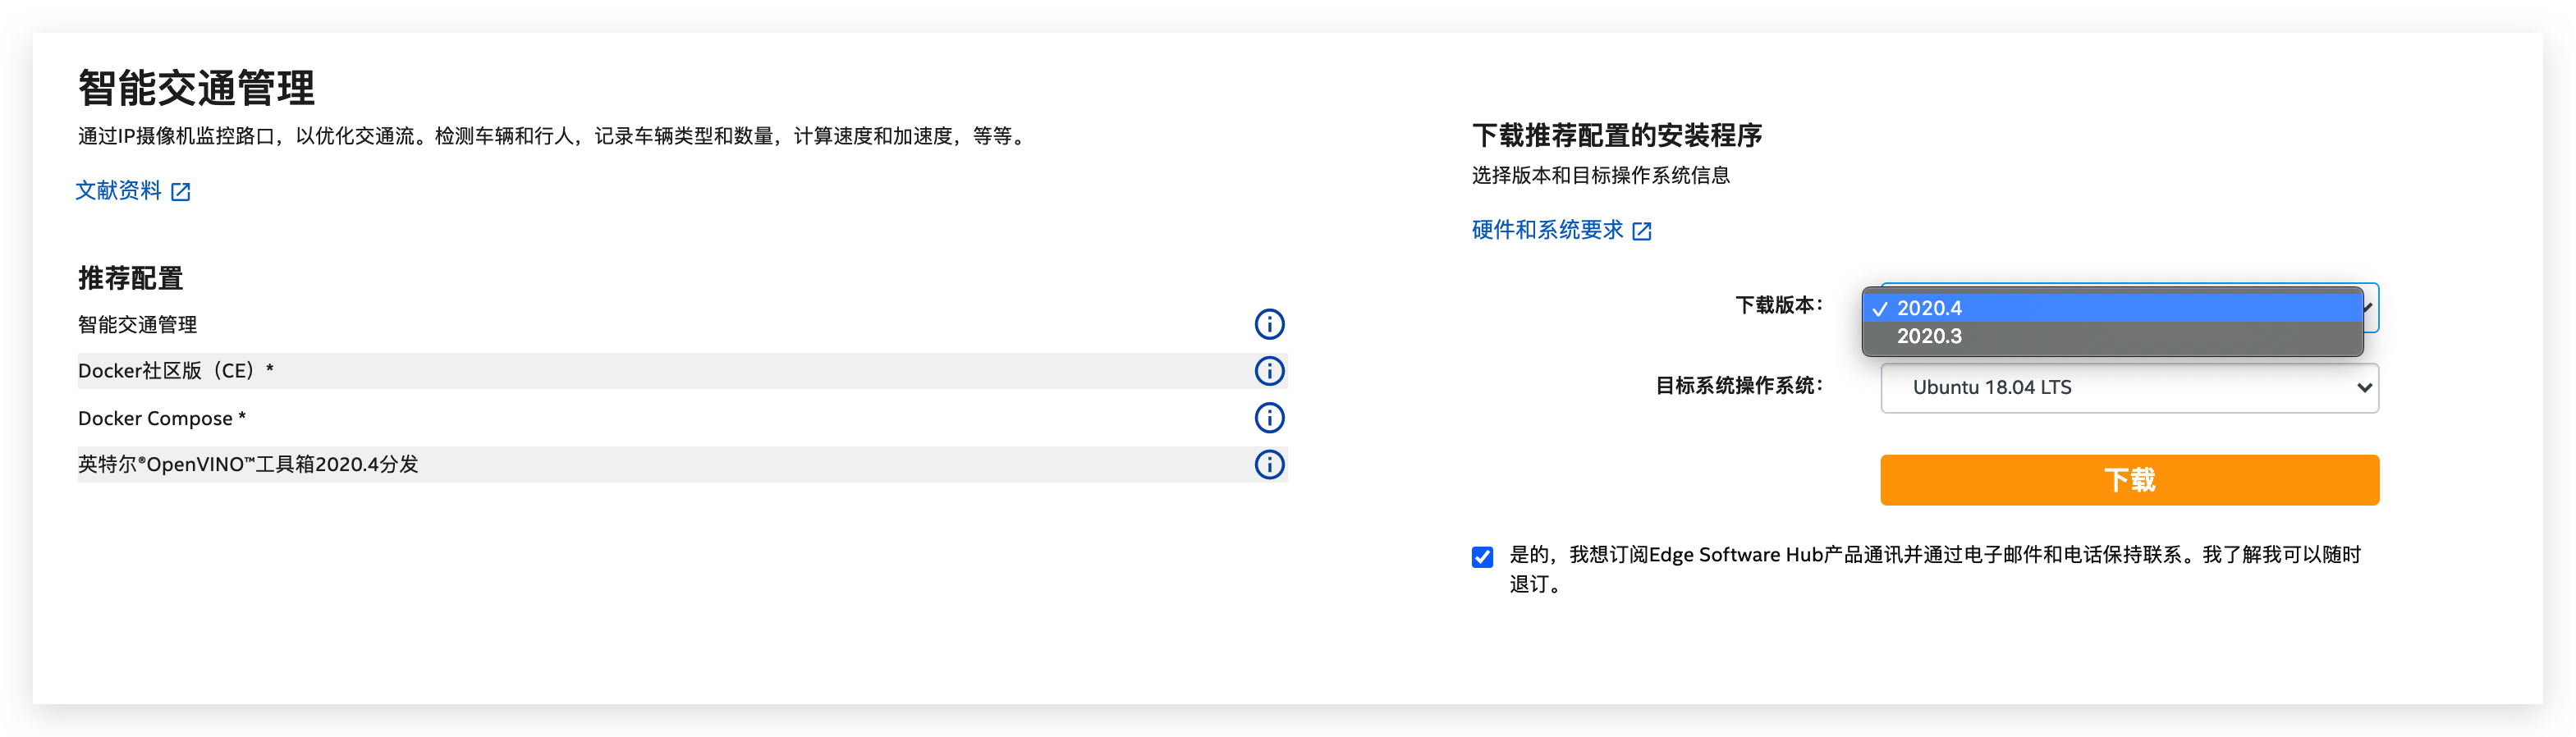 智能交通管理
通过IP摄像机监控路口，以优化交通流。检测车辆和行人，记录车辆类型和数量，计算速度和加速度，等等。
文献资料
推荐配置
智能交通管理
Docker社区版（CE）*
Docker Compose *
英特尔®OpenVINO™工具箱2020.4分发
下载推荐配置的安装程序
选择版本和目标操作系统信息
硬件和系统要求
下载版本：
2020.4
2020.3
目标系统操作系统：
Ubuntu 18.04 LTS
下载
是的，我想订阅Edge Software Hub产品通讯并通过电子邮件和电话保持联系。我了解我可以随时
退订。